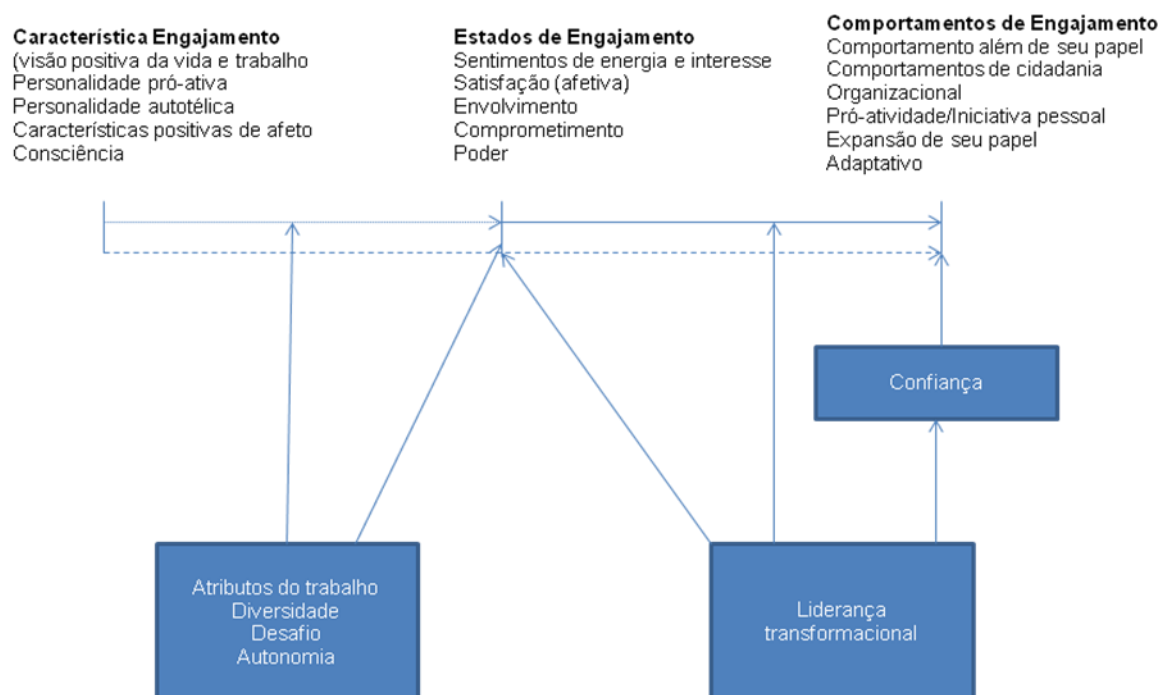 Característica Engajamento
(visão positiva da vida e trabalho
Personalidade pró-ativa
Personalidade autotélica
Características positivas de afeto
Consciência
Estados de Engajamento
Sentimentos de energia e interesse
Satisfação (afetiva)
Envolvimento
Comprometimento
Poder
Comportamentos de Engajamento
Comportamento além de seu papel
Comportamentos de cidadania
Organizacional
Pró-atividade/Iniciativa pessoal
Expansão de seu papel
Adaptativo
Confiança
Atributos do trabalho
Diversidade
Desafio
Autonomia
Liderança
transformacional